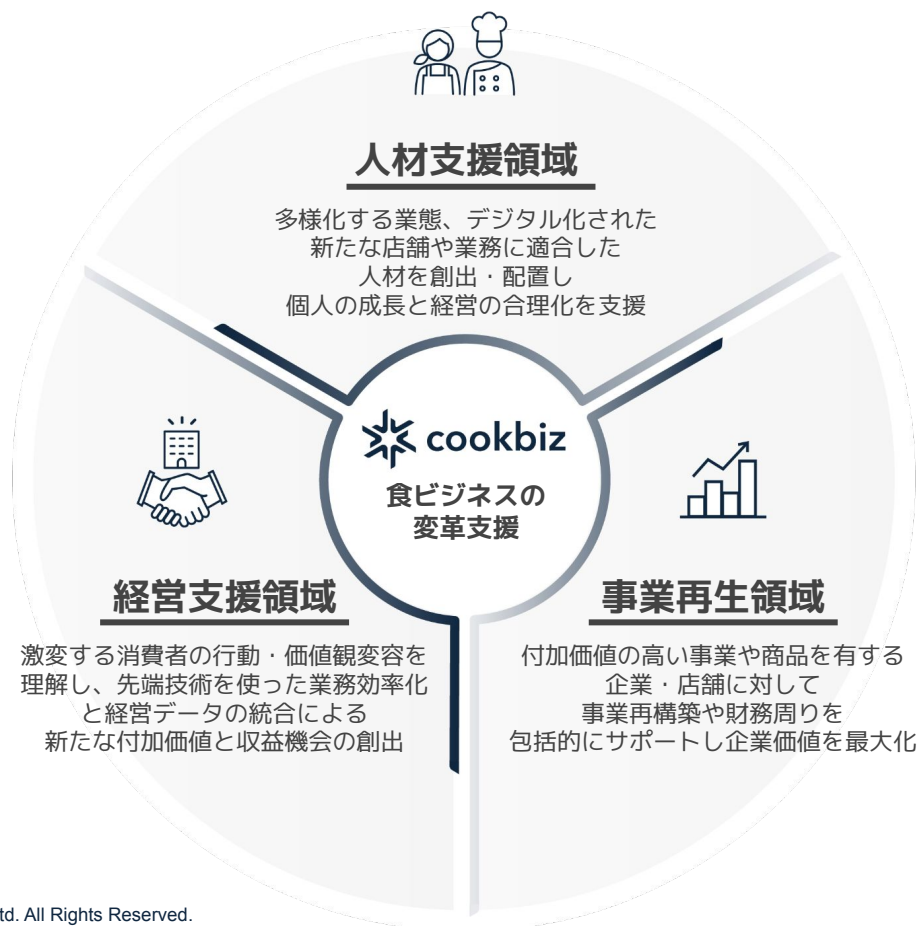 人材支援領域
多様化する業態、デジタル化された
新たな店舗や業務に適合した
人材を創出・配置し
個人の成長と経営の合理化を支援
cookbiz
食ビジネスの
変革支援
経営支援領域
激変する消費者の行動・価値観変容を
理解し、先端技術を使った業務効率化
と経営データの統合による
新たな付加価値と収益機会の創出
事業再生領域
付加価値の高い事業や商品を有する
企業・店舗に対して
事業再構築や財務周りを
包括的にサポートし企業価値を最大化
td. All Rights Reserved.